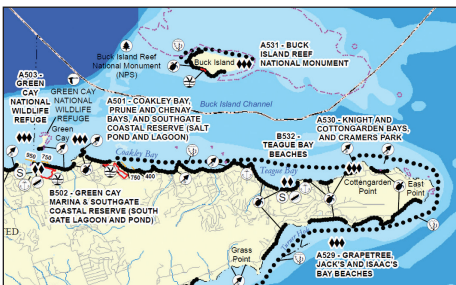 Buck Island Reef
National Monument
(NPS)
Buck Island
A531 - BUCK
ISLAND REEF
NATIONAL MONUMENT
A503 -
GREEN CAY
NATIONAL
WILDLIFE
REFUGE
GREEN CAY
NATIONAL
WILDLIFE
REFUGE
Green
Cay
A501 - COAKLEY BAY,
PRUNE AND CHENAY
BAYS, AND SOUTHGATE
COASTAL RESERVE (SALT
POND AND LAGOON)
Buck Island Channel
A530 - KNIGHT AND
COTTONGARDEN BAYS,
AND CRAMERS PARK
B532 -
TEAGUE BAY
BEACHES
Coakley Bay
Teague Bay
950
750
S
750
400
S
Cottongarden
Point
East
Point
B502 - GREEN CAY
MARINA & SOUTHGATE
COASTAL RESERVE (SOUTH
GATE LAGOON AND POND)
TED
Grass
Point
A529 - GRAPETREE,
JACK'S AND ISAAC'S
BAY BEACHES